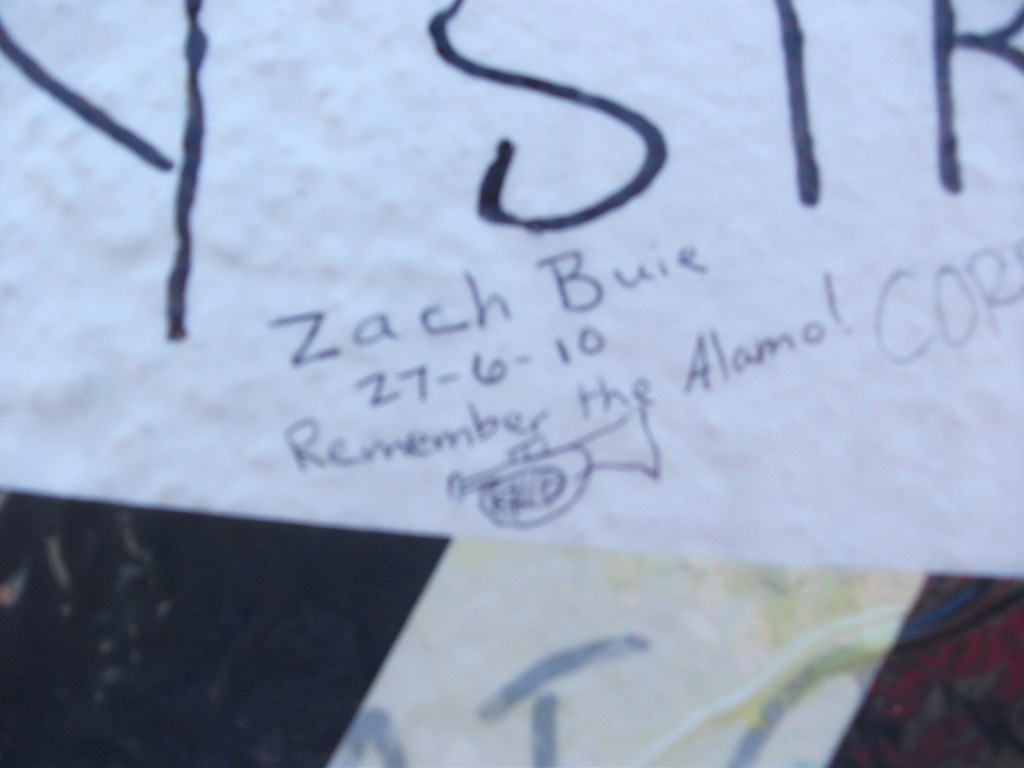 Y STR
Zach Buie
27-6-10
Remember the Alamo!
COR